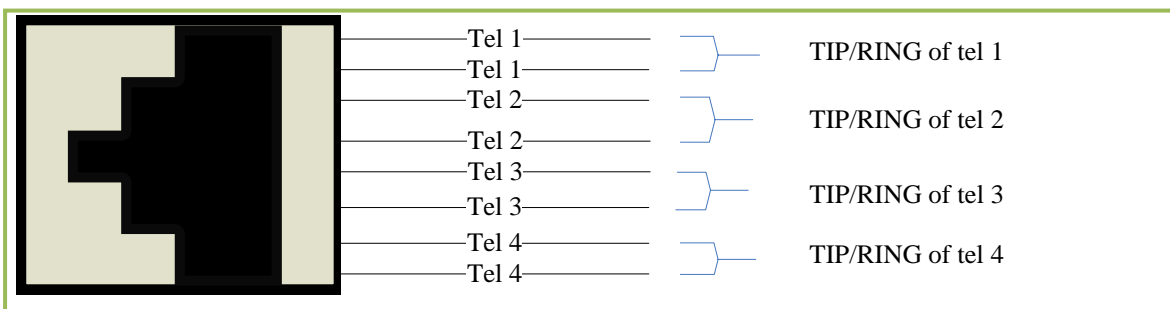 Tel 1
Tel 1
TIP/RING of tel 1
Tel 2
Tel 2
TIP/RING of tel 2
Tel 3
Tel 3
TIP/RING of tel 3
Tel 4
Tel 4
TIP/RING of tel 4